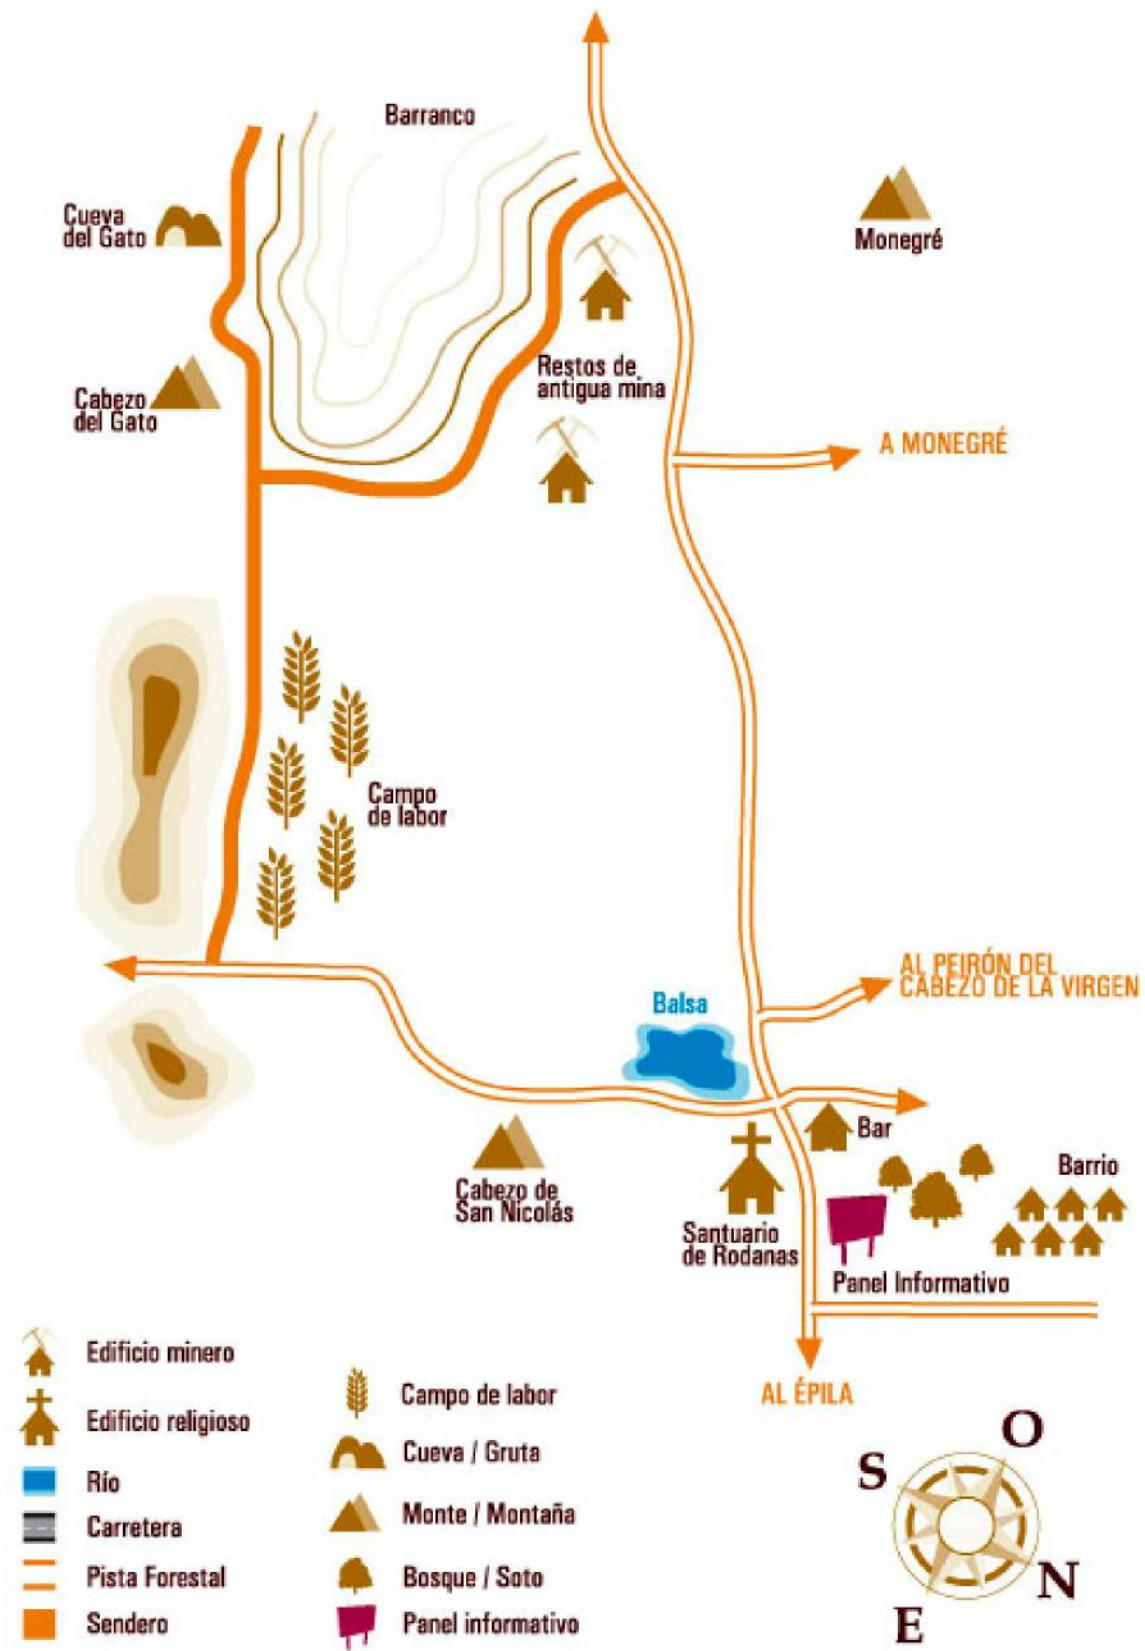 Barranco
Cueva
del Gato
Monegré
Restos de
antigua mina
Cabezo
del Gato
A MONEGRÉ
Campo
de labor
AL PEIRÓN DEL
CABEZO DE LA VIRGEN
Balsa
Bar
Barrio
Cabezo de
San Nicolás
Santuario
de Rodanas
Panel Informativo
AL ÉPILA
Edificio minero
Edificio religioso
Río
Carretera
Pista Forestal
Sendero
Campo de labor
Cueva / Gruta
Monte / Montaña
Bosque / Soto
Panel informativo
O
S
N
E